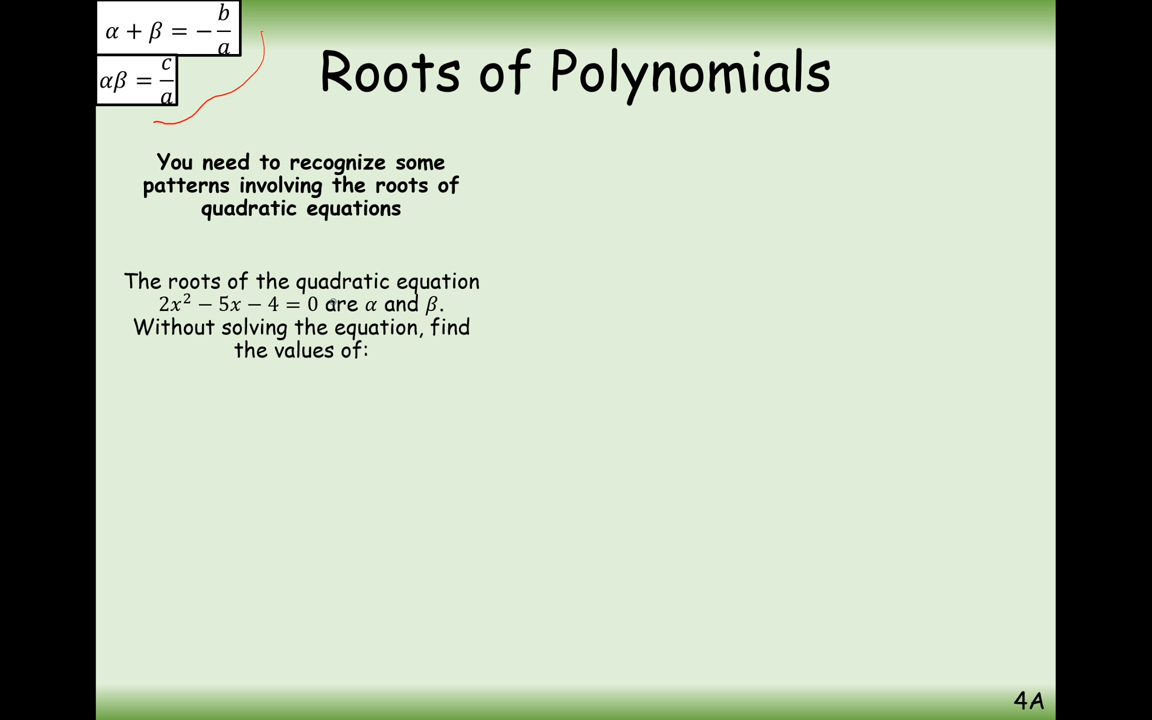 α + β = −b/a
αβ = c/a
Roots of Polynomials
You need to recognize some
patterns involving the roots of
quadratic equations
The roots of the quadratic equation
2x² − 5x − 4 = 0 are α and β.
Without solving the equation, find
the values of:
4A